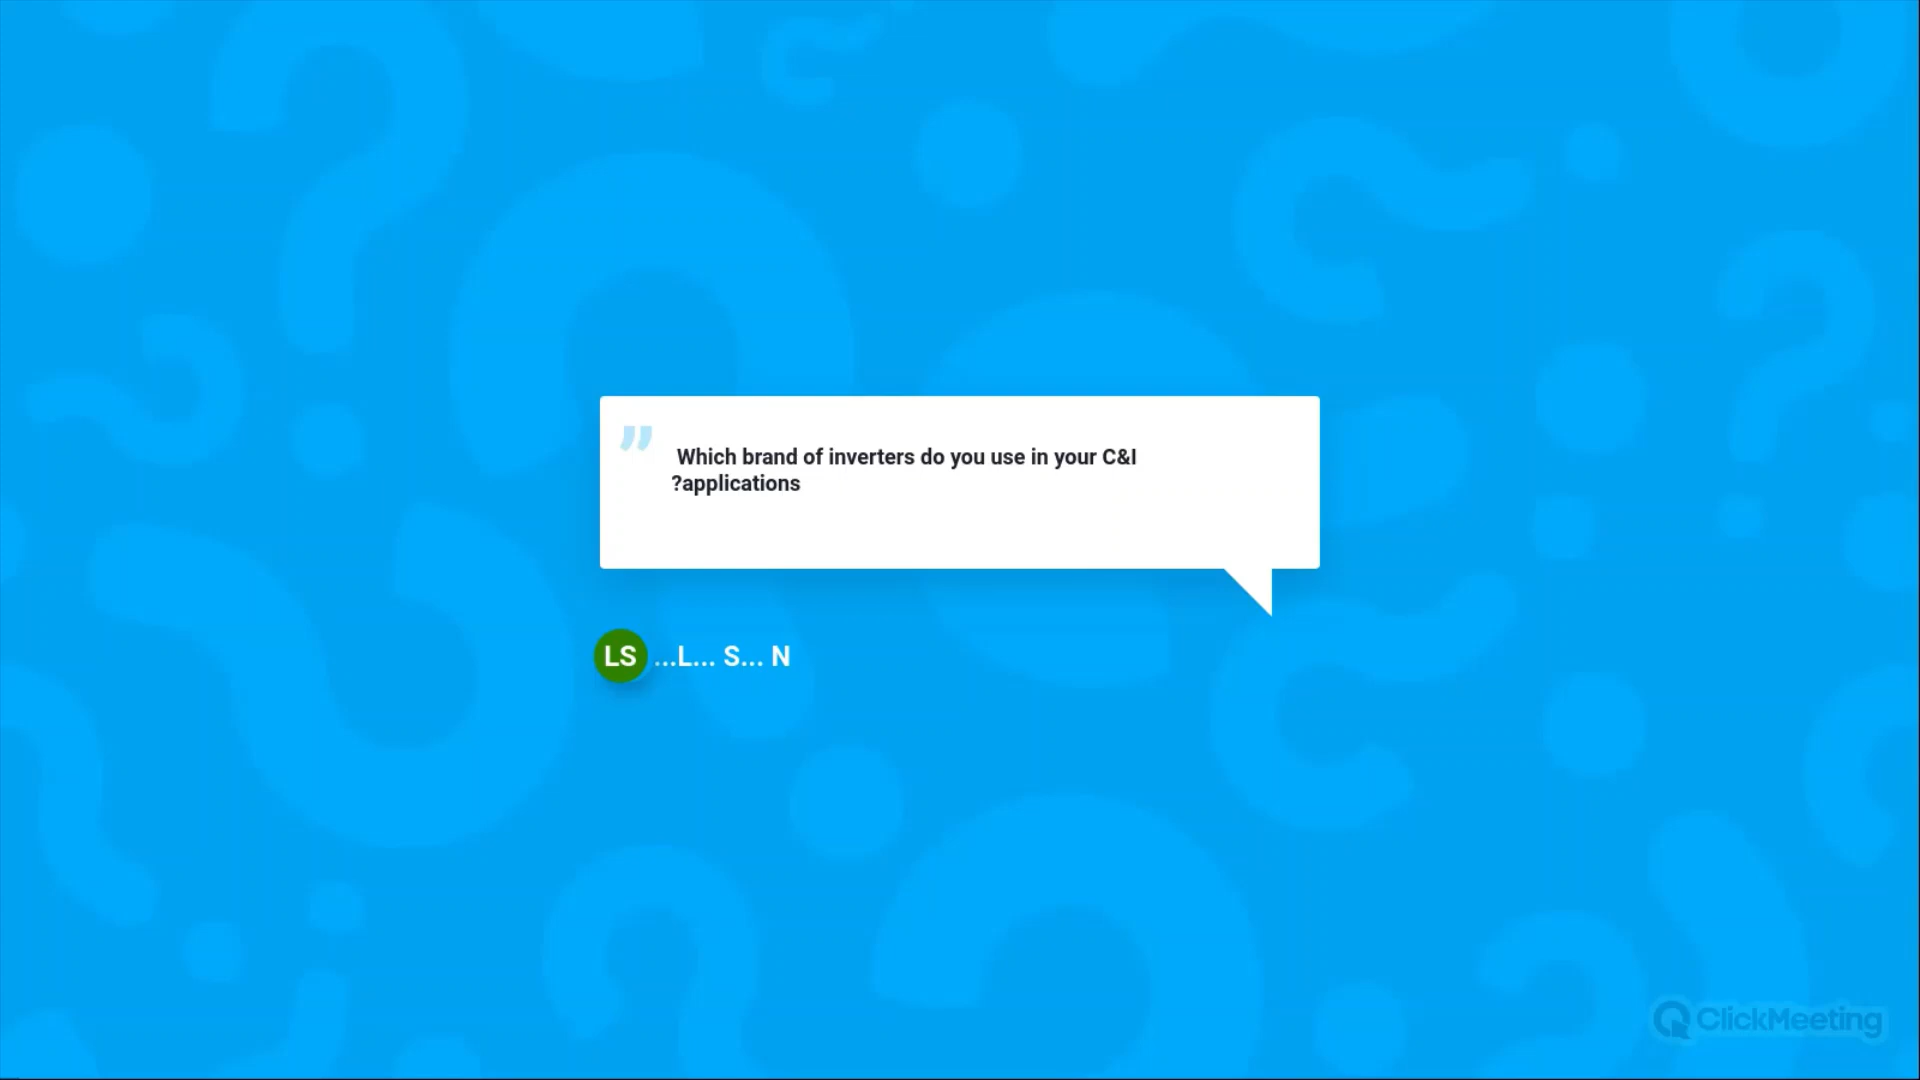 Which brand of inverters do you use in your C&I
?applications
LS ...L... S... N
ClickMeeting